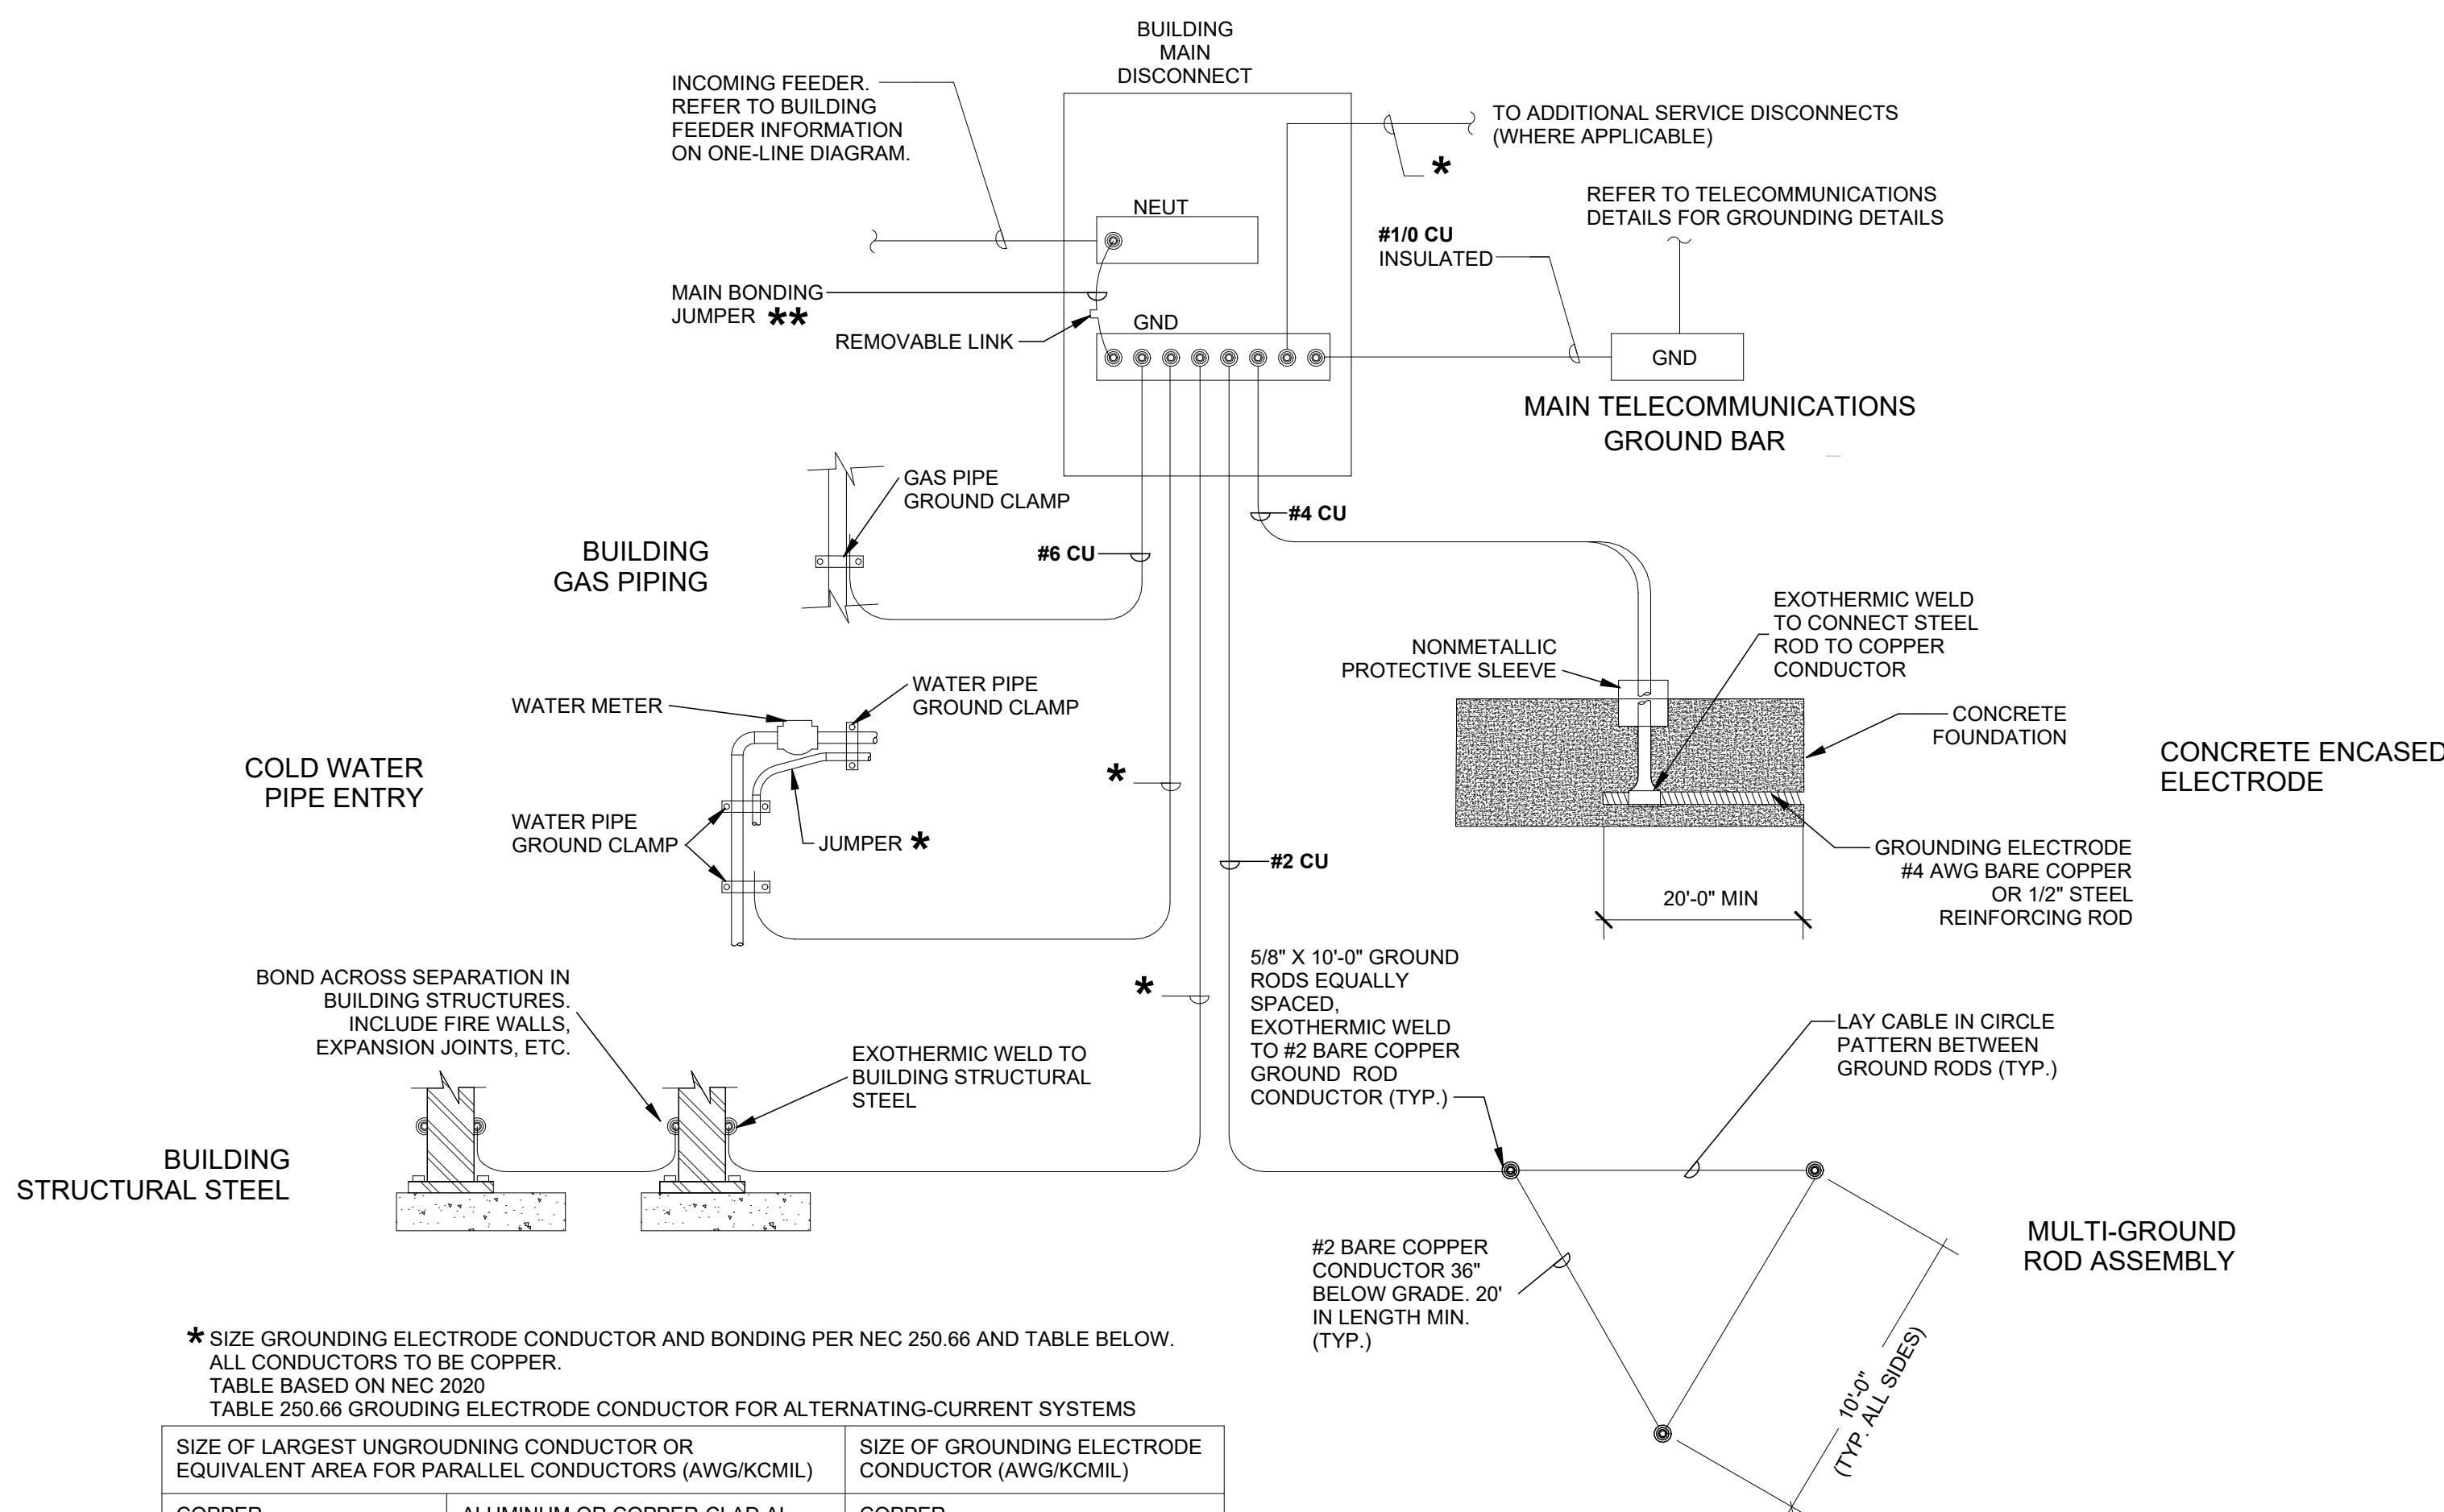 BUILDING
MAIN
DISCONNECT
INCOMING FEEDER.
REFER TO BUILDING
FEEDER INFORMATION
ON ONE-LINE DIAGRAM.
TO ADDITIONAL SERVICE DISCONNECTS
(WHERE APPLICABLE)
*
REFER TO TELECOMMUNICATIONS
DETAILS FOR GROUNDING DETAILS
NEUT
#1/0 CU
INSULATED
MAIN BONDING
JUMPER **
REMOVABLE LINK
GND
GND
MAIN TELECOMMUNICATIONS
GROUND BAR
GAS PIPE
GROUND CLAMP
#4 CU
BUILDING
GAS PIPING
#6 CU
EXOTHERMIC WELD
TO CONNECT STEEL
ROD TO COPPER
CONDUCTOR
NONMETALLIC
PROTECTIVE SLEEVE
WATER METER
WATER PIPE
GROUND CLAMP
CONCRETE
FOUNDATION
CONCRETE ENCASED
ELECTRODE
COLD WATER
PIPE ENTRY
*
WATER PIPE
GROUND CLAMP
JUMPER *
#2 CU
GROUNDING ELECTRODE
#4 AWG BARE COPPER
OR 1/2" STEEL
REINFORCING ROD
20'-0" MIN
BOND ACROSS SEPARATION IN
BUILDING STRUCTURES.
INCLUDE FIRE WALLS,
EXPANSION JOINTS, ETC.
*
5/8" X 10'-0" GROUND
RODS EQUALLY
SPACED,
EXOTHERMIC WELD
TO #2 BARE COPPER
GROUND ROD
CONDUCTOR (TYP.)
LAY CABLE IN CIRCLE
PATTERN BETWEEN
GROUND RODS (TYP.)
EXOTHERMIC WELD TO
BUILDING STRUCTURAL
STEEL
BUILDING
STRUCTURAL STEEL
MULTI-GROUND
ROD ASSEMBLY
#2 BARE COPPER
CONDUCTOR 36"
BELOW GRADE. 20'
IN LENGTH MIN.
(TYP.)
10'-0"
(TYP. ALL SIDES)
* SIZE GROUNDING ELECTRODE CONDUCTOR AND BONDING PER NEC 250.66 AND TABLE BELOW.
ALL CONDUCTORS TO BE COPPER.
TABLE BASED ON NEC 2020
TABLE 250.66 GROUDING ELECTRODE CONDUCTOR FOR ALTERNATING-CURRENT SYSTEMS
SIZE OF LARGEST UNGROUDNING CONDUCTOR OR
EQUIVALENT AREA FOR PARALLEL CONDUCTORS (AWG/KCMIL)
SIZE OF GROUNDING ELECTRODE
CONDUCTOR (AWG/KCMIL)
COPPER
ALUMINUM OR COPPER-CLAD AL
COPPER